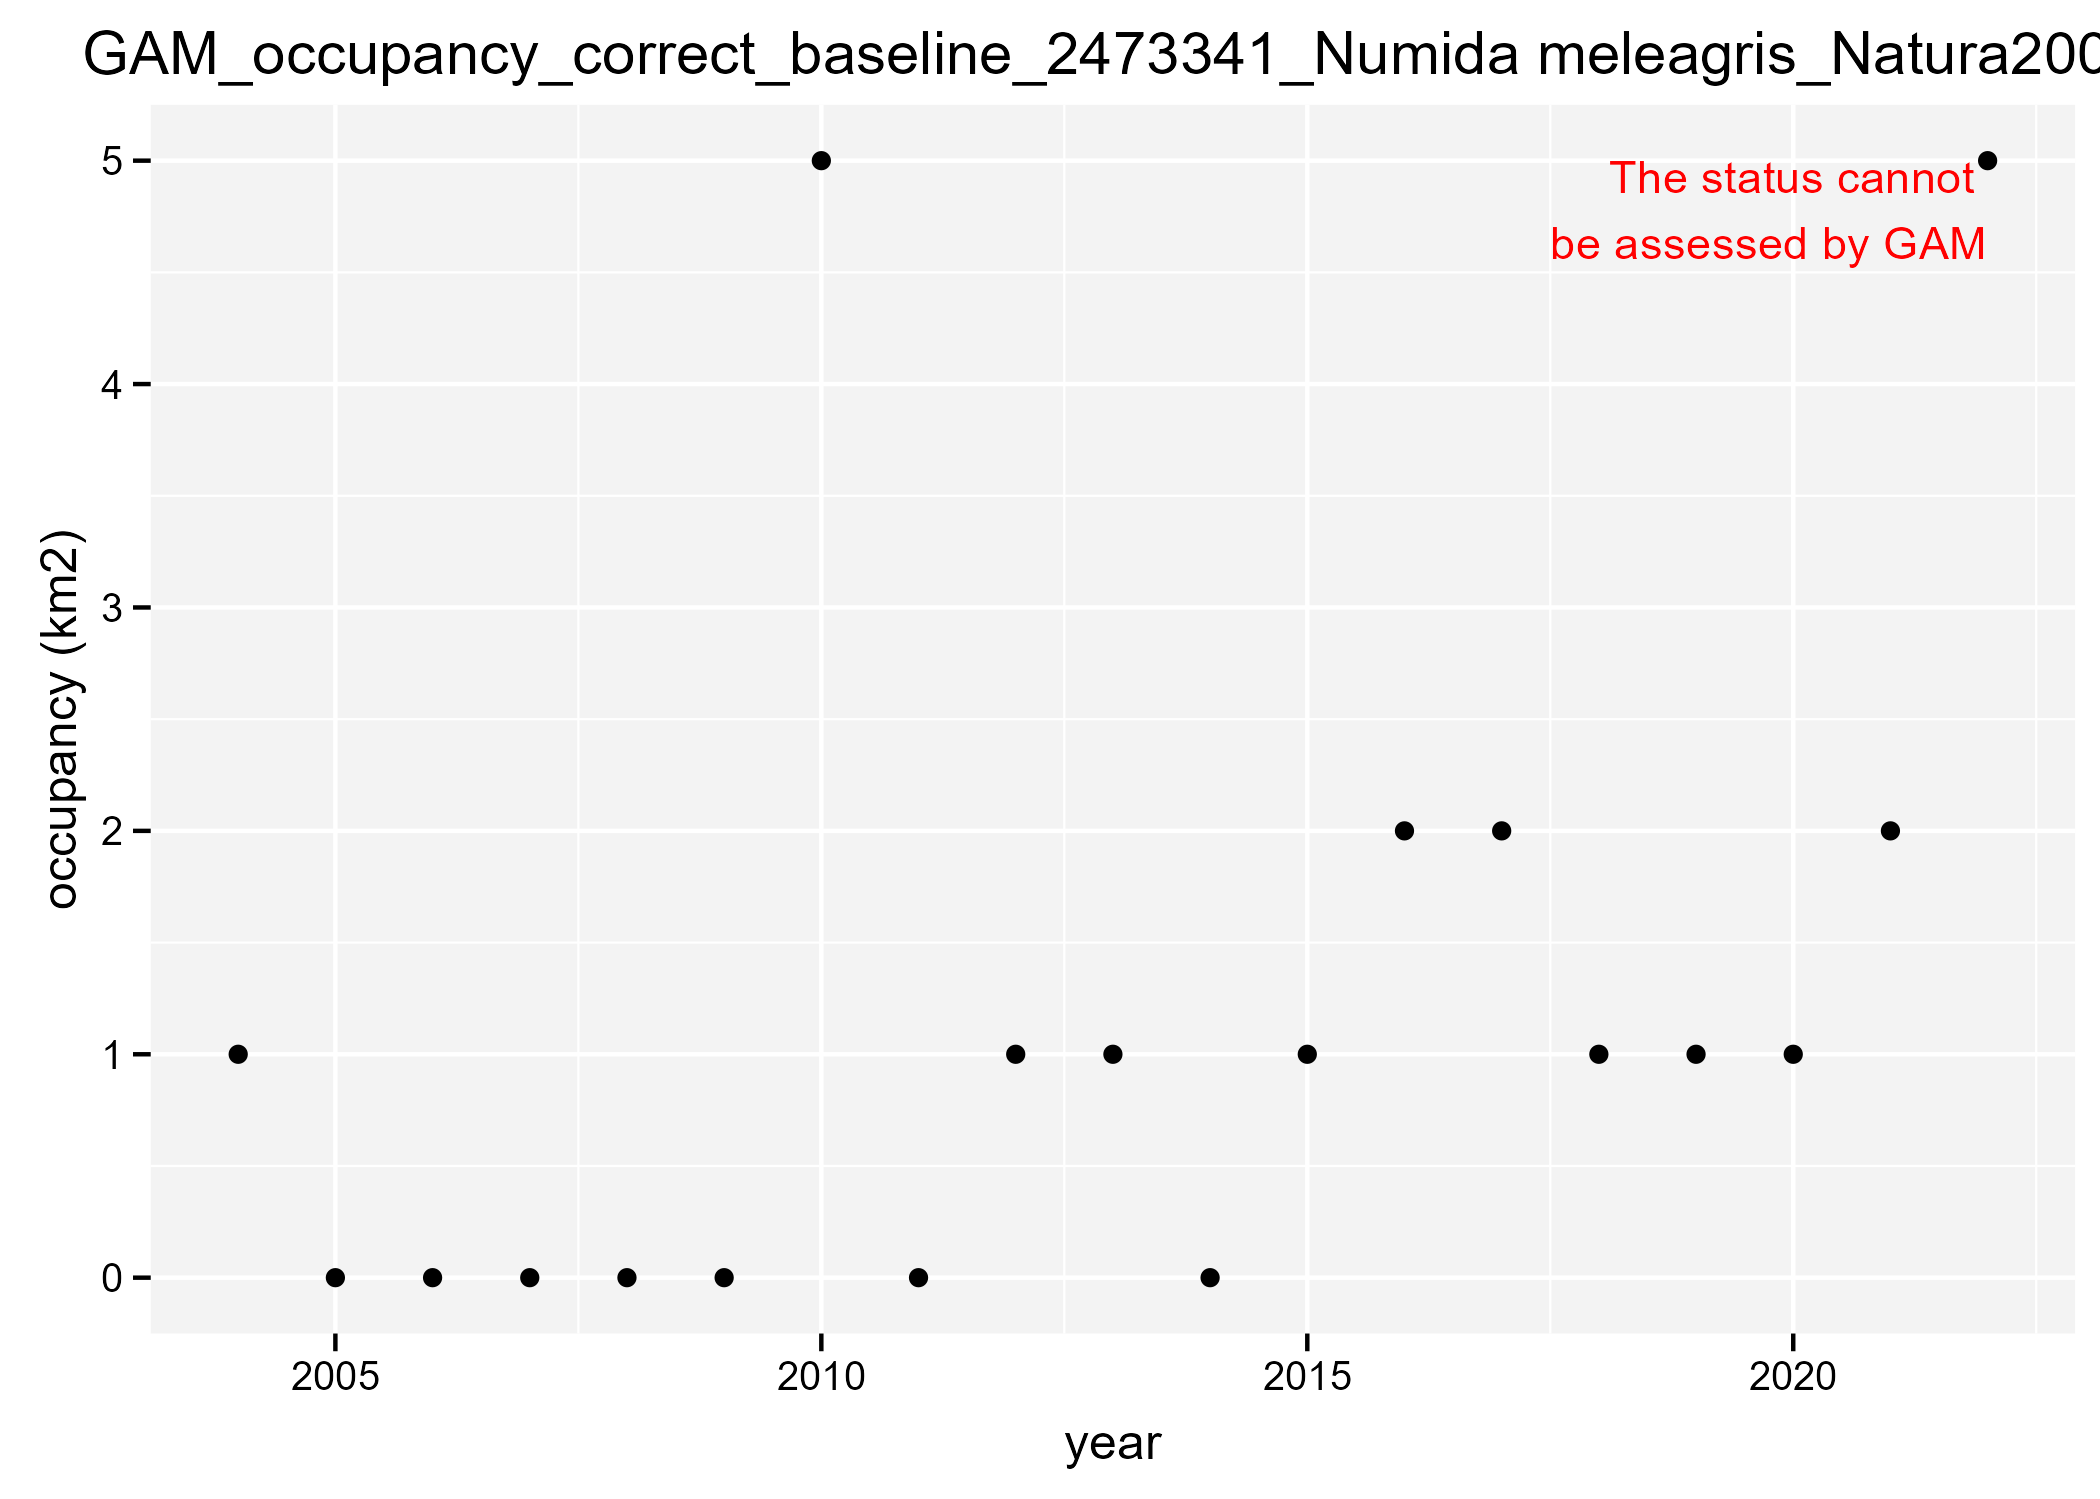 GAM_occupancy_correct_baseline_2473341_Numida meleagris_Natura200
5
The status cannot
be assessed by GAM
4
3
2
1
0
occupancy (km2)
2005 2010 2015 2020
year